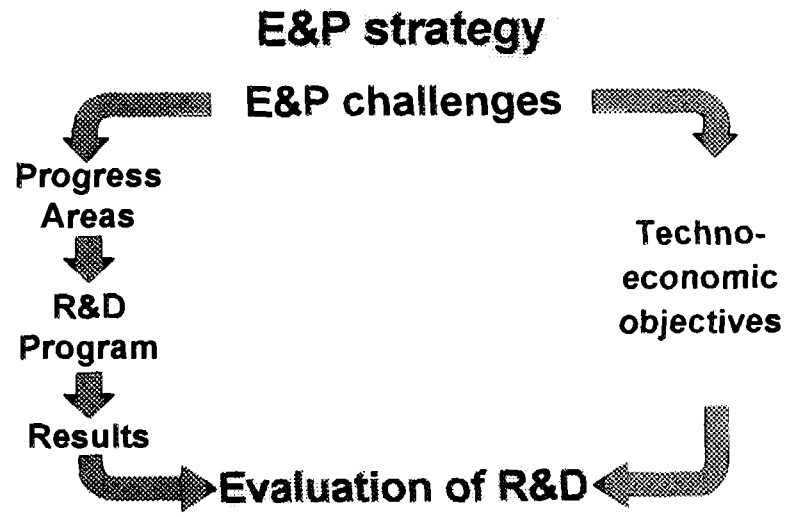 E&P strategy
E&P challenges
Progress
Areas
R&D
Program
Results
Techno-
economic
objectives
Evaluation of R&D